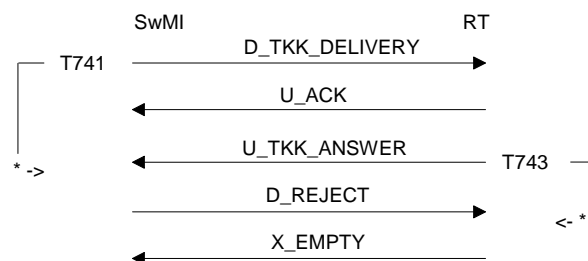 SwMI RT
D_TKK_DELIVERY
T741
U_ACK
U_TKK_ANSWER
T743
* ->
D_REJECT
<- *
X_EMPTY